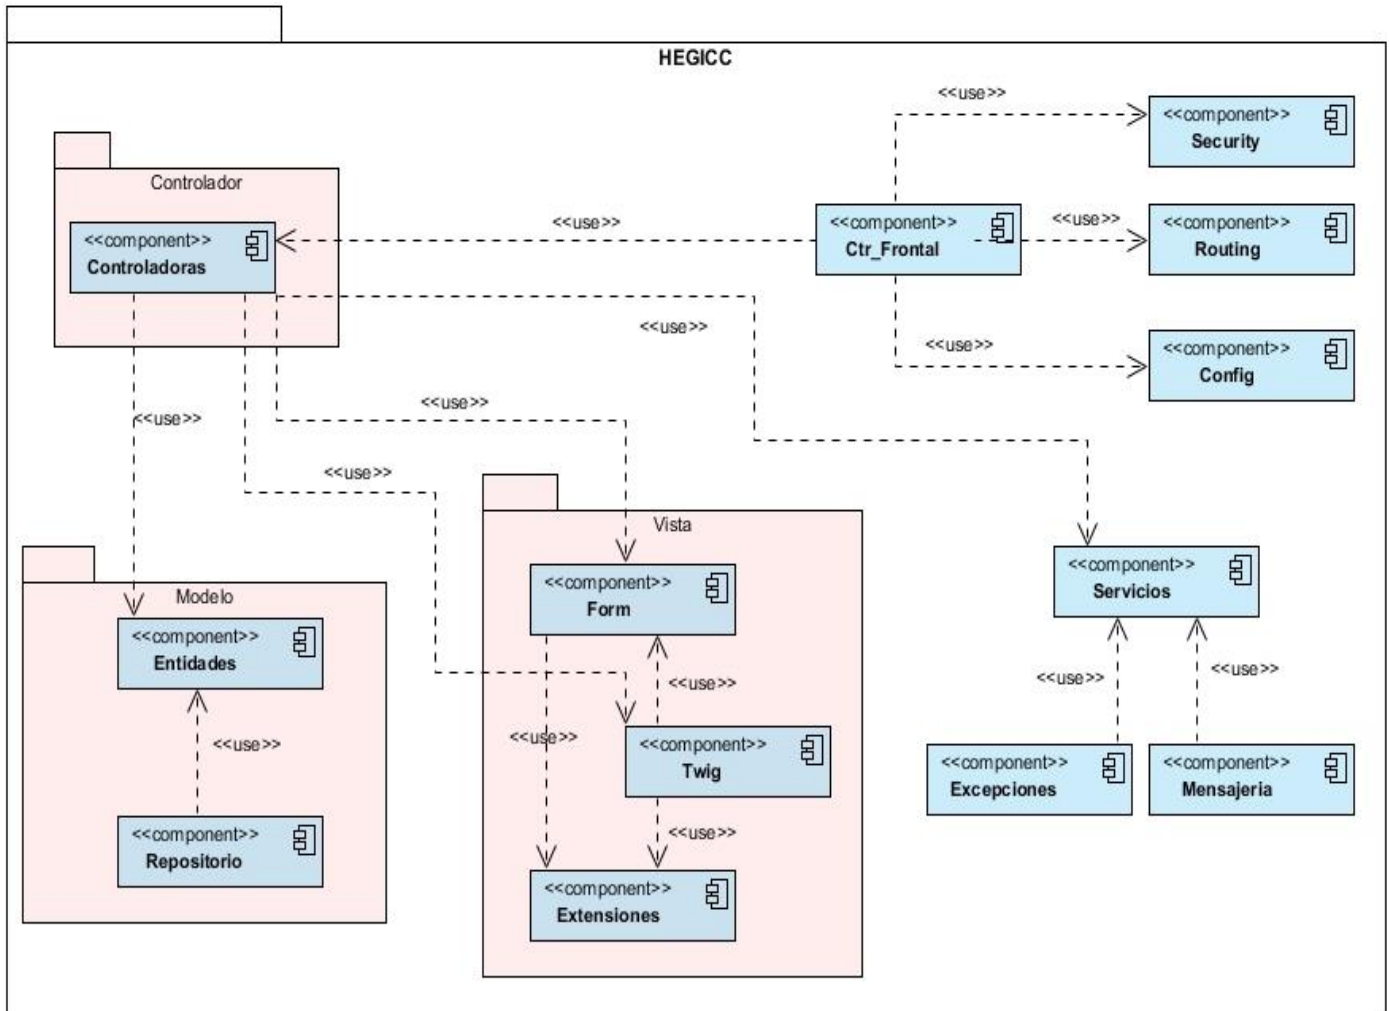 HEGICC
<<use>>
<<component>>
Security
Controlador
<<use>>
<<component>>
Ctr_Frontal
<<use>>
<<component>>
Routing
<<component>>
Controladoras
<<use>>
<<use>>
<<component>>
Config
<<use>>
<<use>>
<<use>>
Vista
<<component>>
Form
<<component>>
Servicios
Modelo
<<component>>
Entidades
<<use>>
<<use>>
<<use>>
<<use>>
<<use>>
<<component>>
Twig
<<component>>
Excepciones
<<component>>
Mensajeria
<<use>>
<<component>>
Repositorio
<<component>>
Extensiones